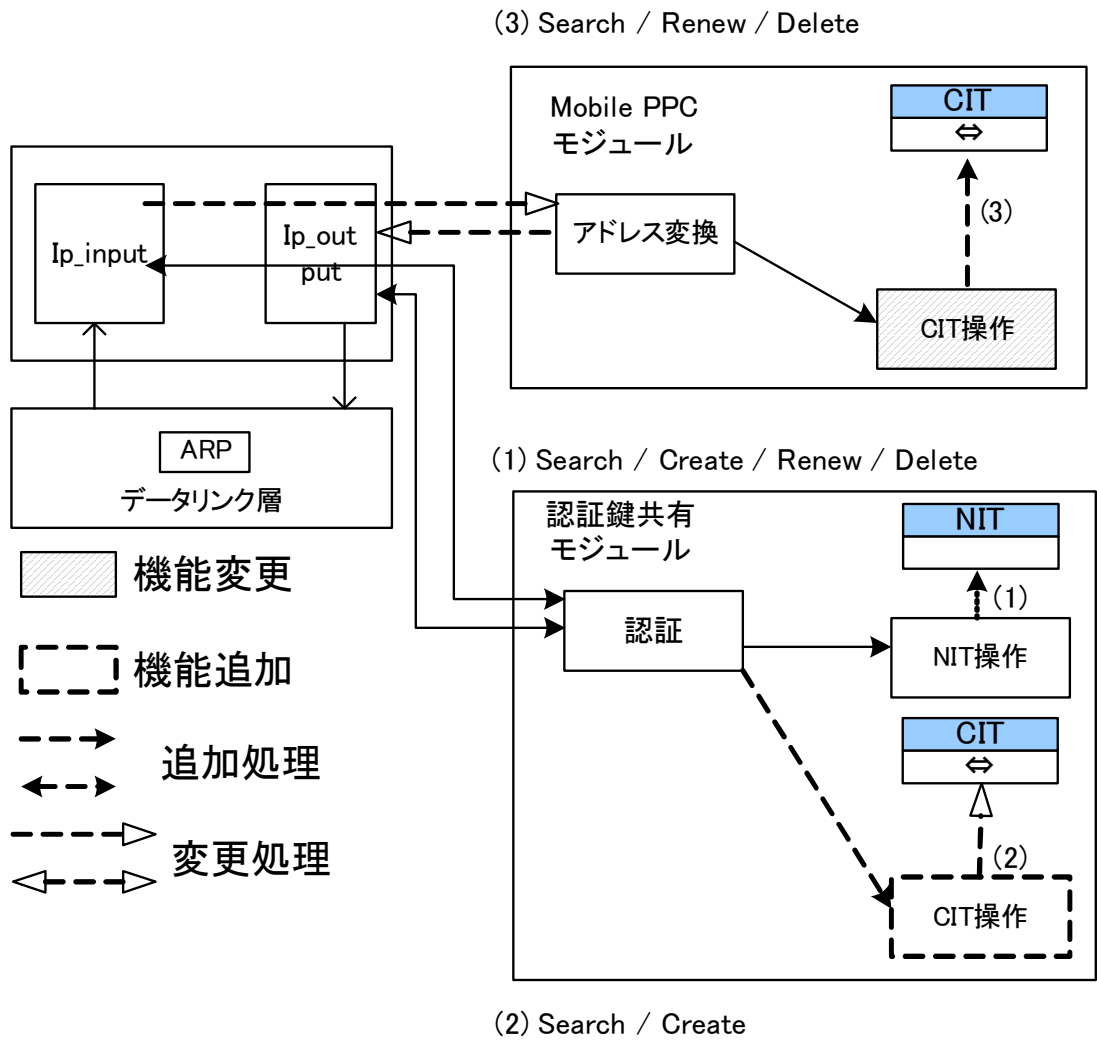 (3) Search / Renew / Delete
Mobile PPC
モジュール
CIT
⇔
(3)
アドレス変換
CIT操作
Ip_input
Ip_out
put
ARP
データリンク層
(1) Search / Create / Renew / Delete
認証鍵共有
モジュール
NIT
(1)
認証
NIT操作
CIT
⇔
(2)
CIT操作
機能変更
機能追加
追加処理
変更処理
(2) Search / Create